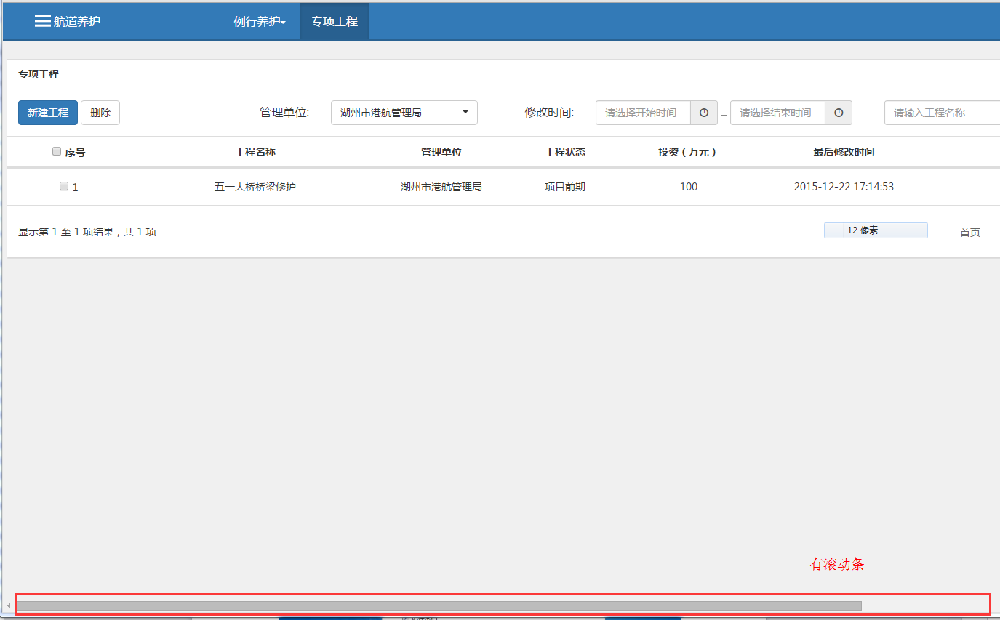 航道养护 例行养护 专项工程
专项工程
新建工程 删除 管理单位: 湖州市港航管理局 修改时间: 请选择开始时间 – 请选择结束时间 请输入工程名称
序号 工程名称 管理单位 工程状态 投资（万元） 最后修改时间
1 五一大桥桥梁修护 湖州市港航管理局 项目前期 100 2015-12-22 17:14:53
显示第 1 至 1 项结果，共 1 项 12 像素 首页
有滚动条